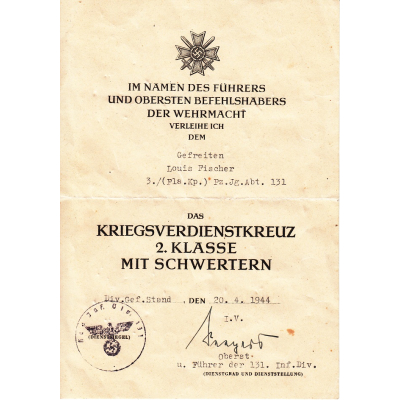 IM NAMEN DES FÜHRERS
UND OBERSTEN BEFEHLSHABERS
DER WEHRMACHT
VERLEIHE ICH
DEM
Gefreiten
Louis Fischer
3./(Fla.Kp.) Pz.Jg.Abt. 131
DAS
KRIEGSVERDIENSTKREUZ
2. KLASSE
MIT SCHWERTERN
Div.Gef.Stand , DEN 20. 4. 1944
I.V.
(DIENSTSIEGEL)
Oberst
u. Führer der 131. Inf.Div.
(DIENSTGRAD UND DIENSTSTELLUNG)